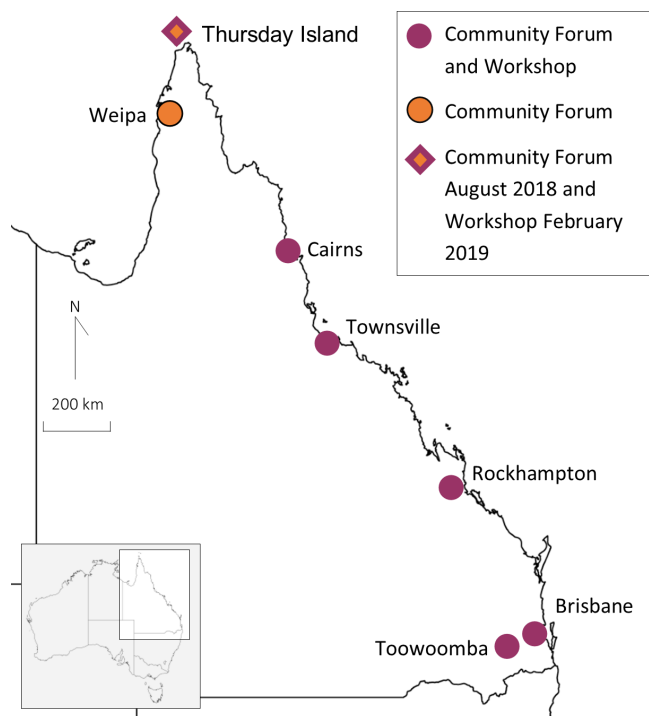 Thursday Island
Weipa
Cairns
Townsville
Rockhampton
Brisbane
Toowoomba
N
200 km
Community Forum
and Workshop
Community Forum
Community Forum
August 2018 and
Workshop February
2019